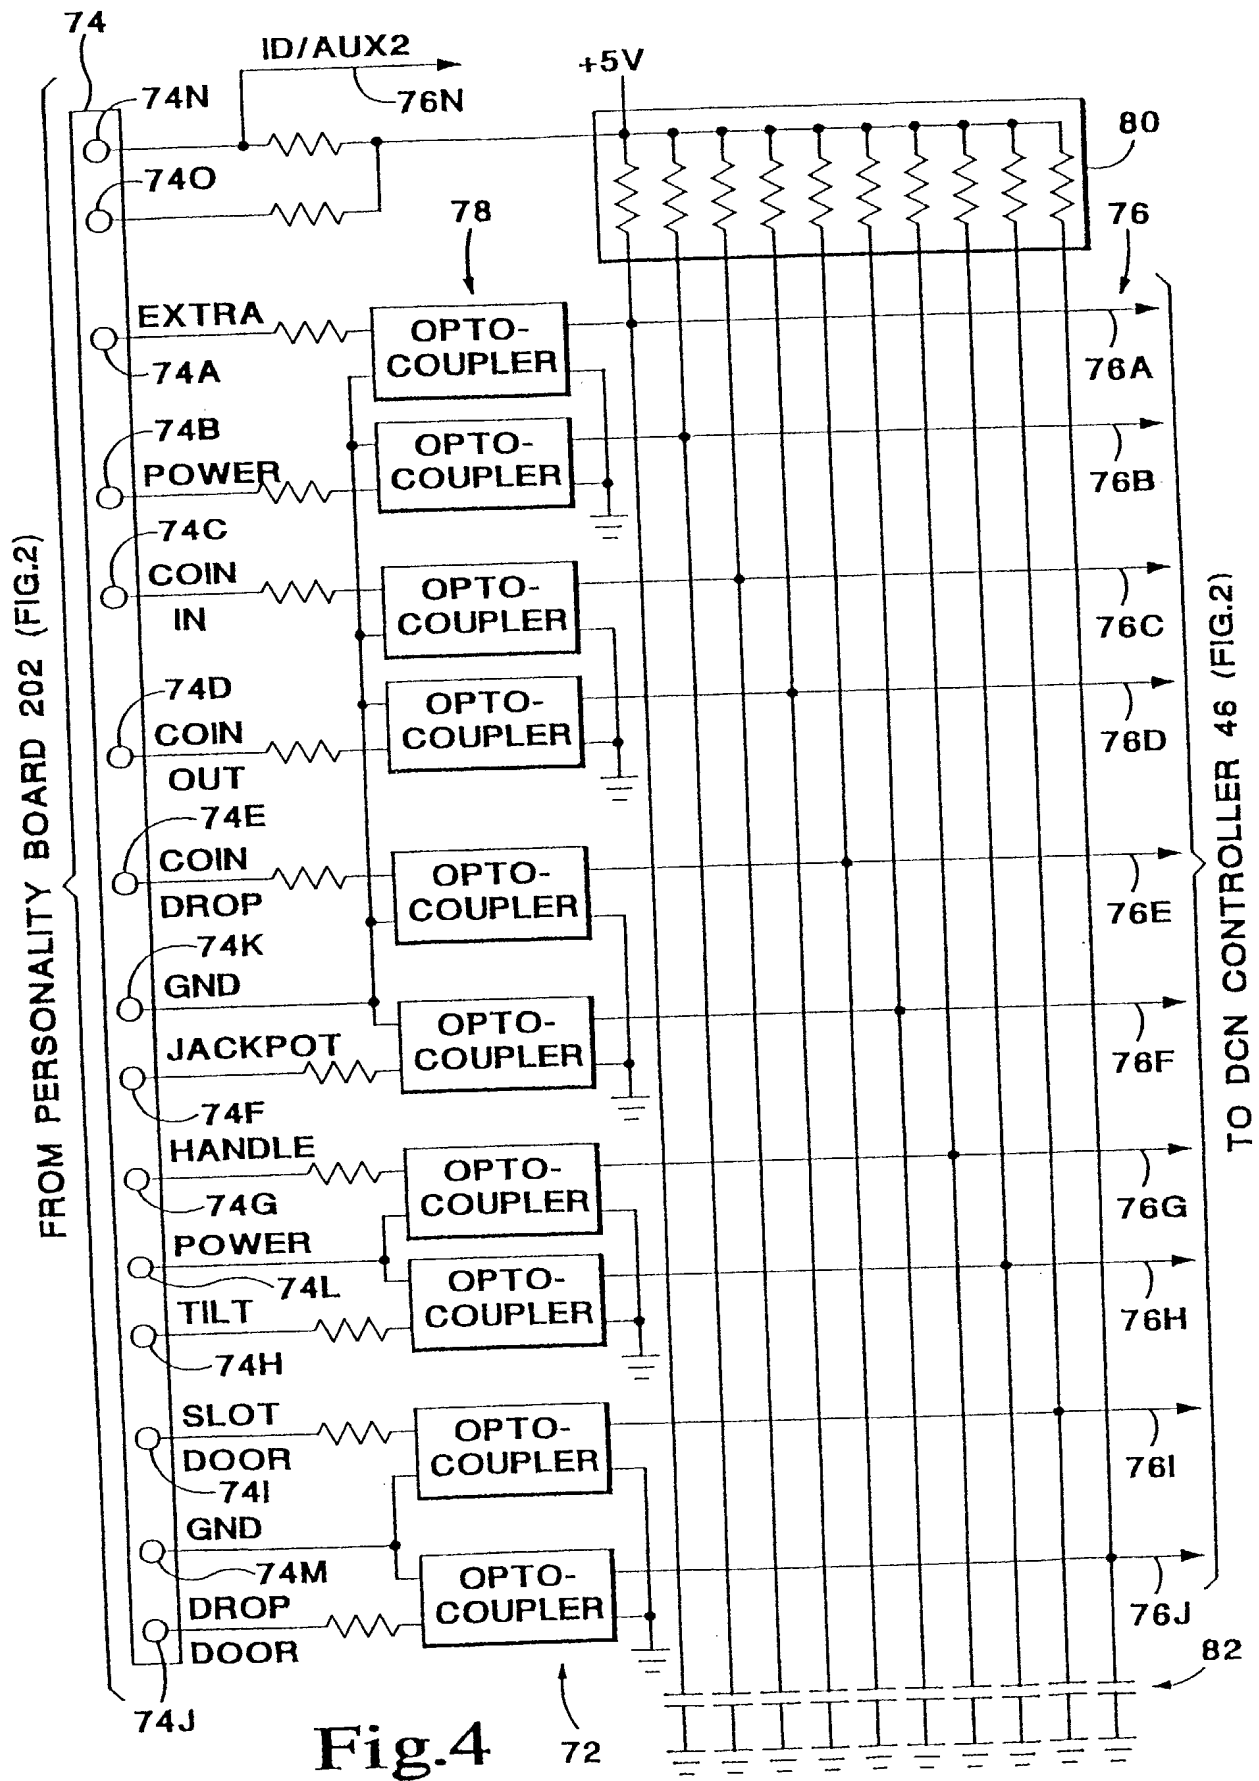 74
ID/AUX2
+5V
74N
76N
80
74O
78
76
EXTRA
OPTO-
COUPLER
74A
76A
74B
OPTO-
COUPLER
POWER
76B
74C
COIN
IN
OPTO-
COUPLER
76C
74D
COIN
OUT
OPTO-
COUPLER
76D
74E
COIN
DROP
OPTO-
COUPLER
76E
74K
GND
OPTO-
COUPLER
JACKPOT
76F
74F
HANDLE
OPTO-
COUPLER
74G
76G
POWER
OPTO-
COUPLER
74L
TILT
76H
74H
SLOT
DOOR
OPTO-
COUPLER
74I
76I
GND
74M
OPTO-
COUPLER
DROP
DOOR
76J
74J
82
72
FROM PERSONALITY BOARD 202 (FIG.2)
TO DCN CONTROLLER 46 (FIG.2)
Fig.4